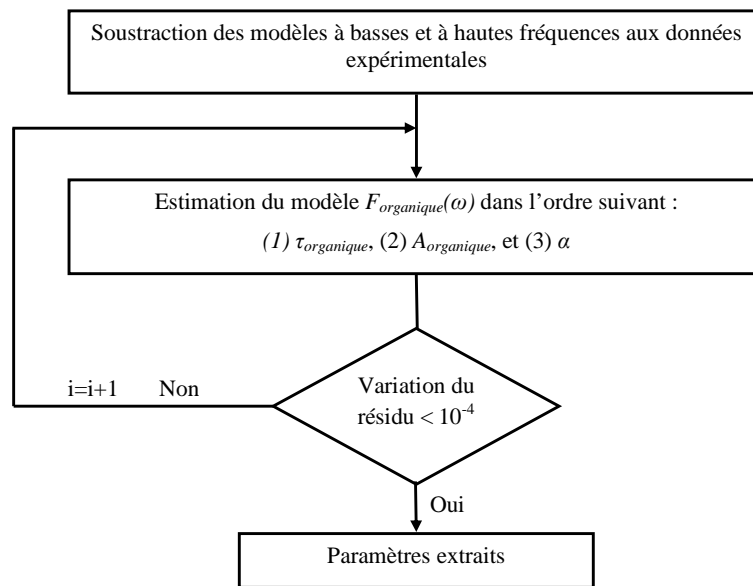 Soustraction des modèles à basses et à hautes fréquences aux données
expérimentales
Estimation du modèle F_organique(ω) dans l’ordre suivant :
(1) τ_organique, (2) A_organique, et (3) α
i=i+1 Non
Variation du
résidu < 10^-4
Oui
Paramètres extraits